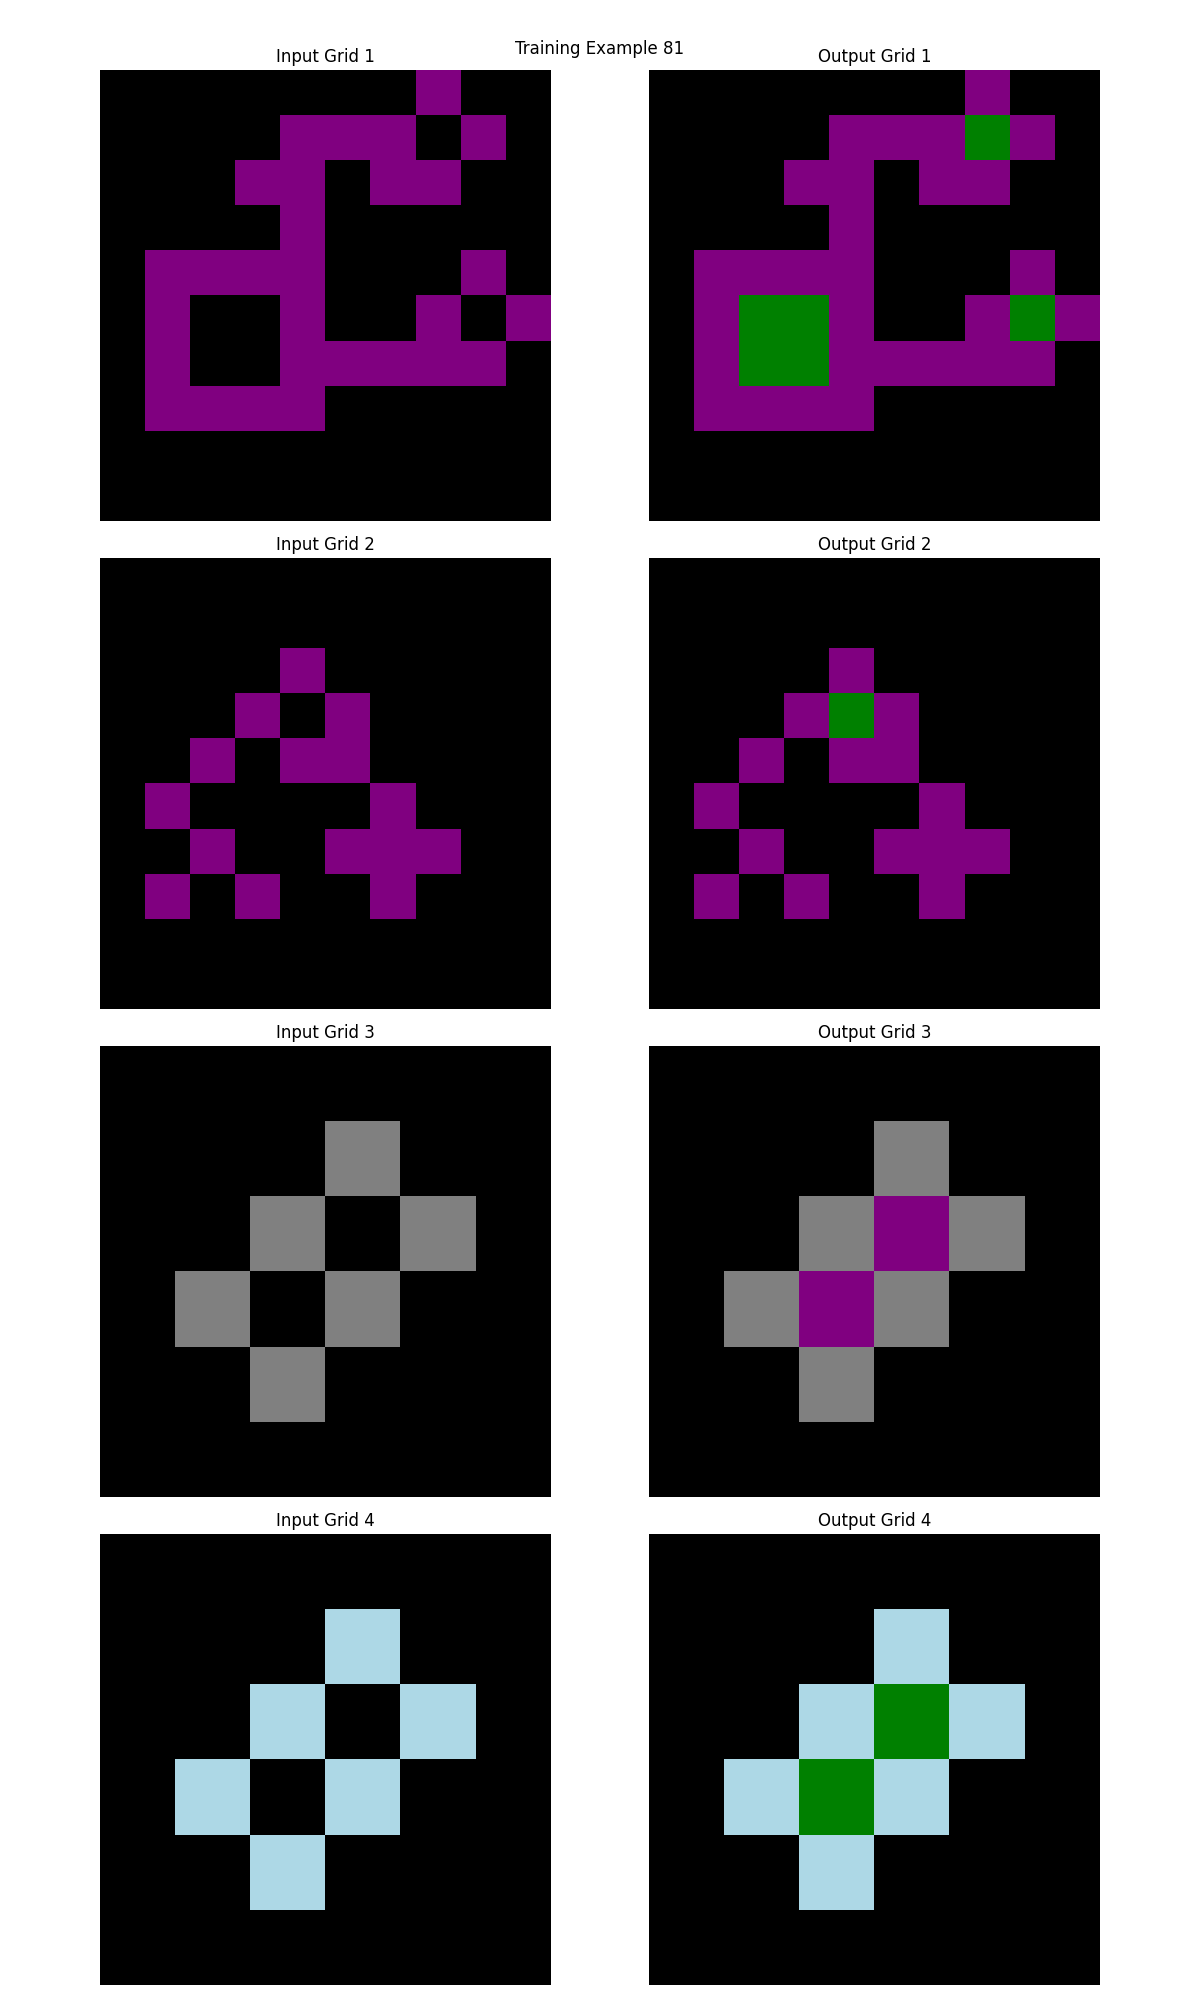 Training Example 81
Input Grid 1
Output Grid 1
Input Grid 2
Output Grid 2
Input Grid 3
Output Grid 3
Input Grid 4
Output Grid 4